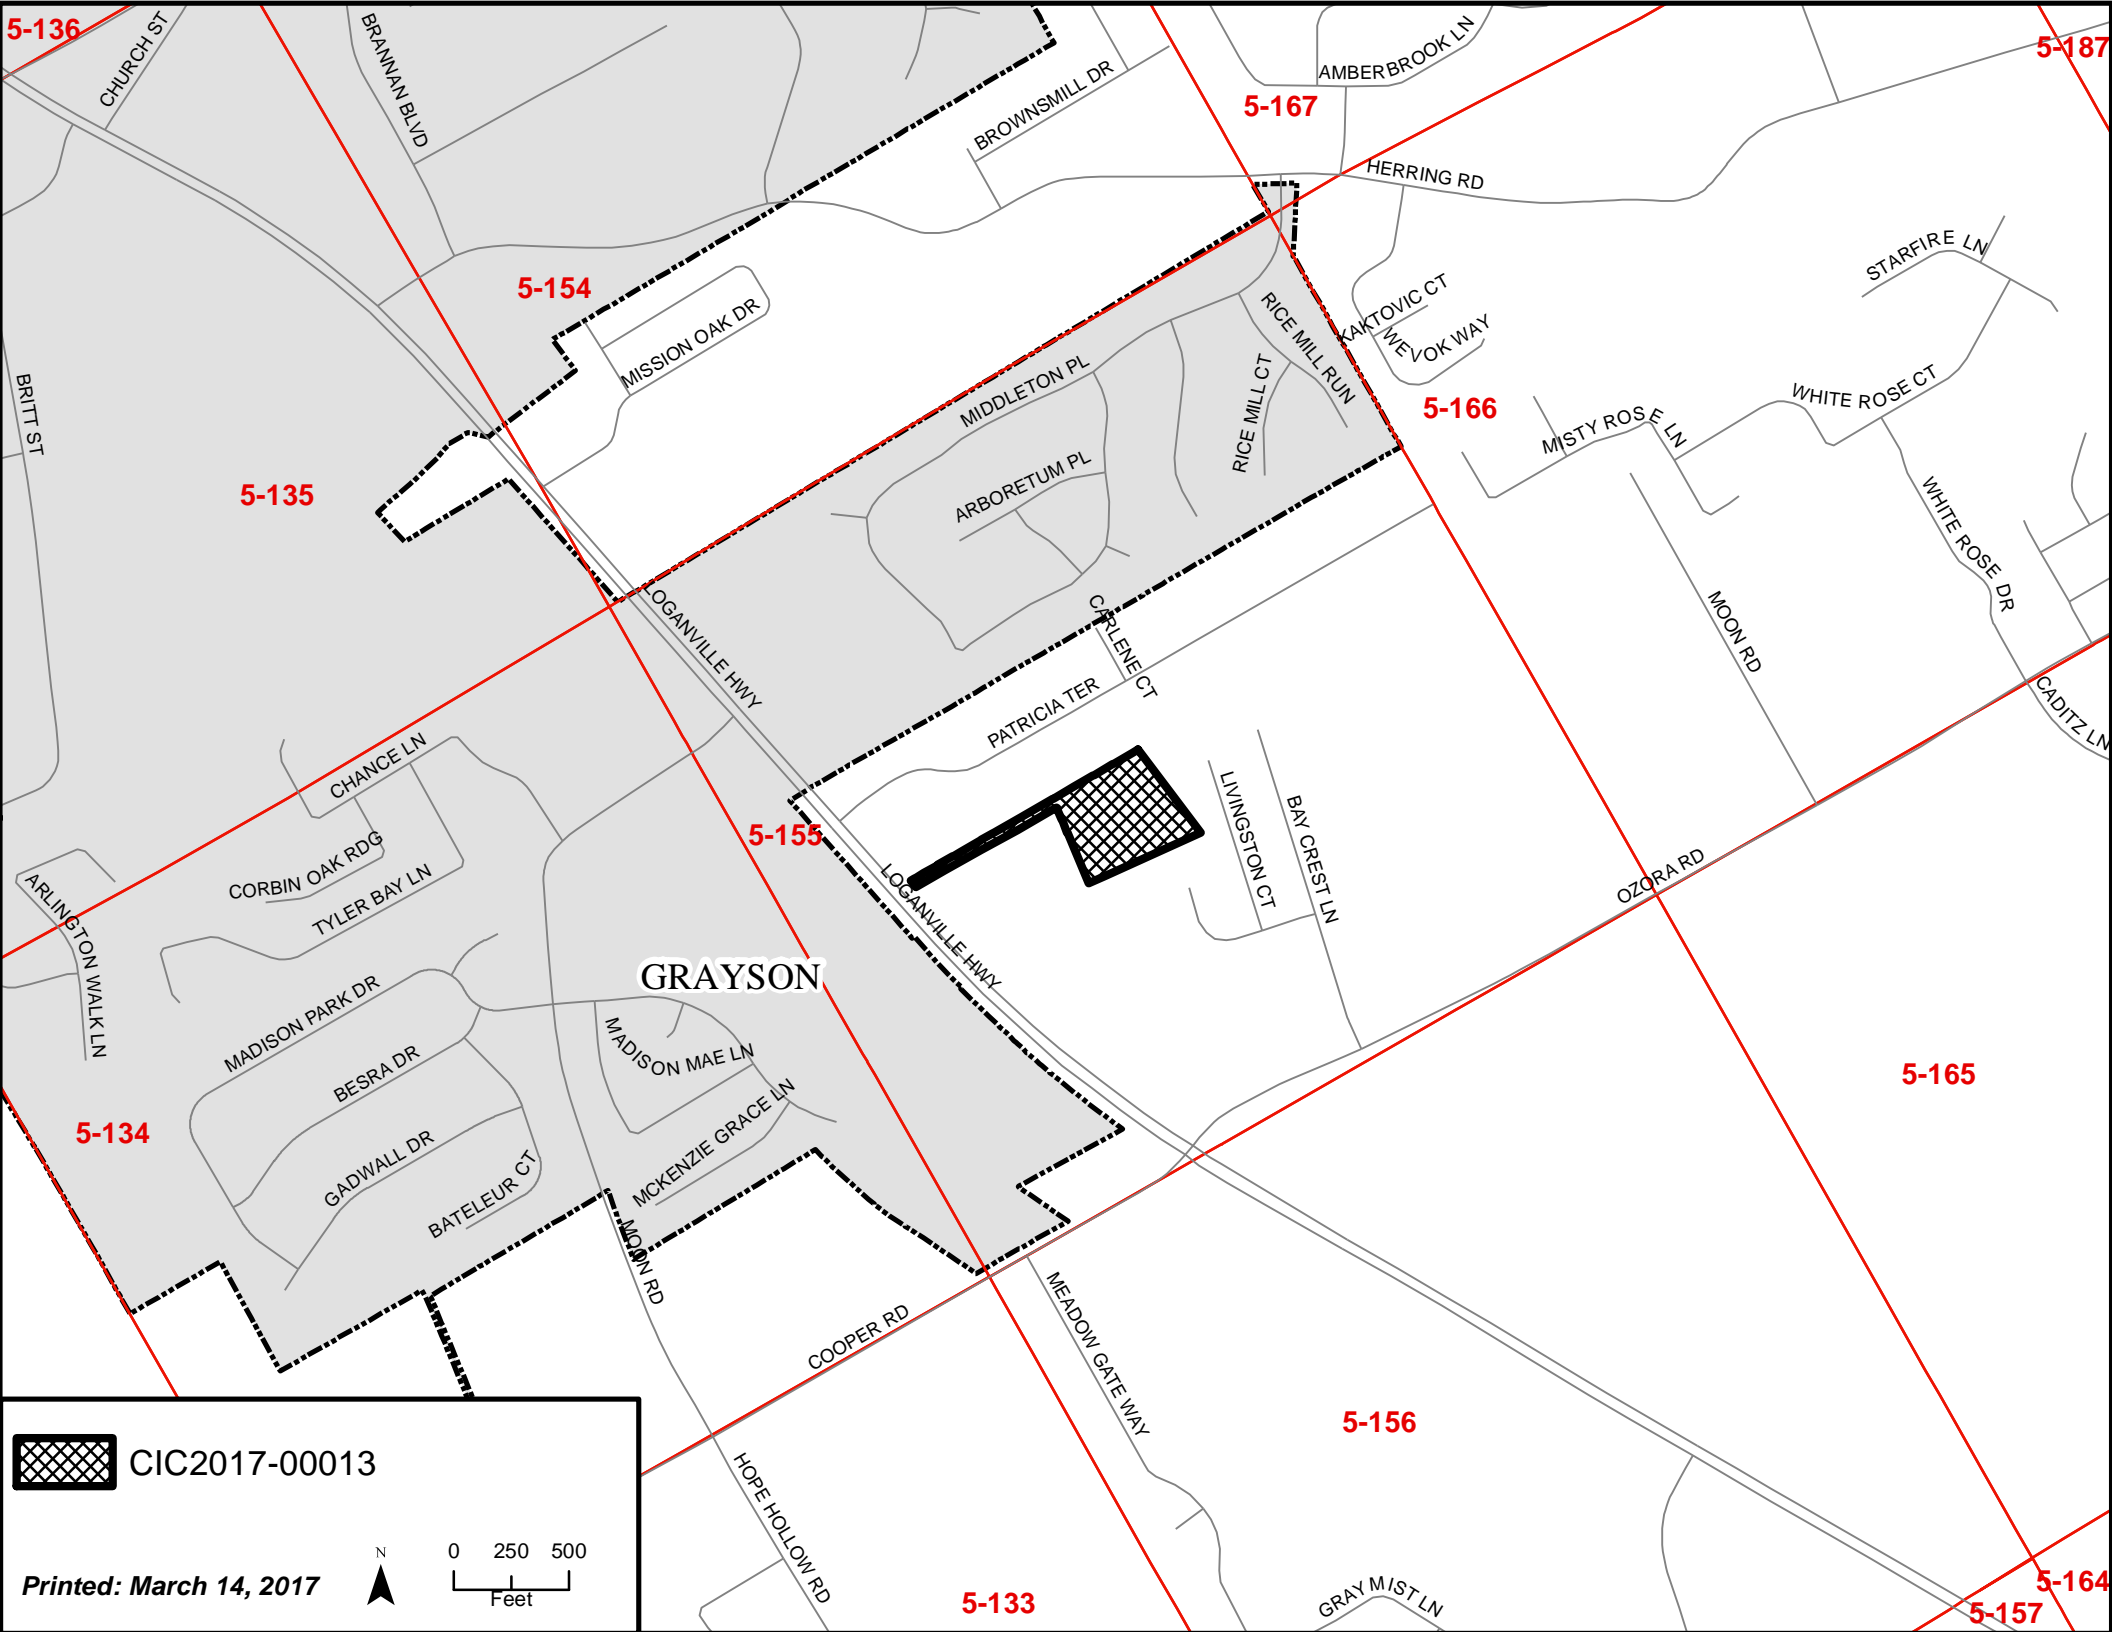 5-136
CHURCH ST
BRANNAN BLVD
BROWNSMILL DR
AMBERBROOK LN
5-187
5-167
HERRING RD
STARFIRE LN
5-154
MISSION OAK DR
RICE MILL RUN
KAKTOVIC CT
WEVOK WAY
WHITE ROSE CT
BRITT ST
MIDDLETON PL
RICE MILL CT
5-166
MISTY ROSE LN
5-135
ARBORETUM PL
WHITE ROSE DR
LOGANVILLE HWY
CARLENE CT
MOON RD
PATRICIA TER
CADITZ LN
CHANCE LN
5-155
LIVINGSTON CT
BAY CREST LN
CORBIN OAK RDG
TYLER BAY LN
ARLINGTON WALK LN
LOGANVILLE HWY
OZORA RD
GRAYSON
MADISON PARK DR
BESRA DR
MADISON MAE LN
5-165
5-134
GADWALL DR
MCKENZIE GRACE LN
BATELEUR CT
MOON RD
COOPER RD
MEADOW GATE WAY
5-156
CIC2017-00013
HOPE HOLLOW RD
N
0 250 500
Feet
Printed: March 14, 2017
5-133
GRAY MIST LN
5-164
5-157